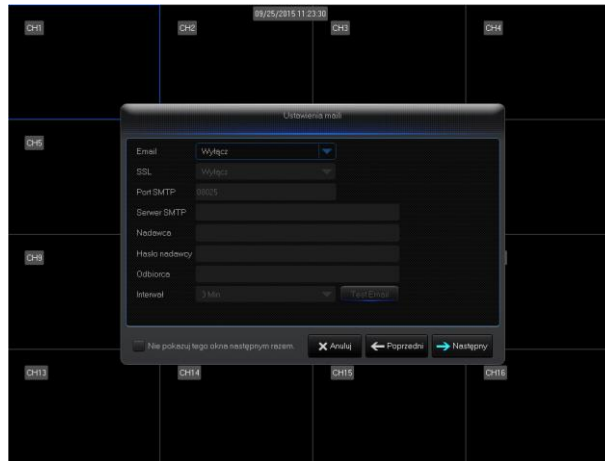 09/25/2015 11:23:30
CH1 CH2 CH3 CH4
Ustawienia maili
CH5
Email Wyłącz
SSL Wyłącz
Port SMTP 00025
Serwer SMTP
Nadawca
Hasło nadawcy
CH9
Odbiorca
Interwał 3 Min Test Email
Nie pokazuj tego okna następnym razem Anuluj Poprzedni Następny
CH13 CH14 CH15 CH16